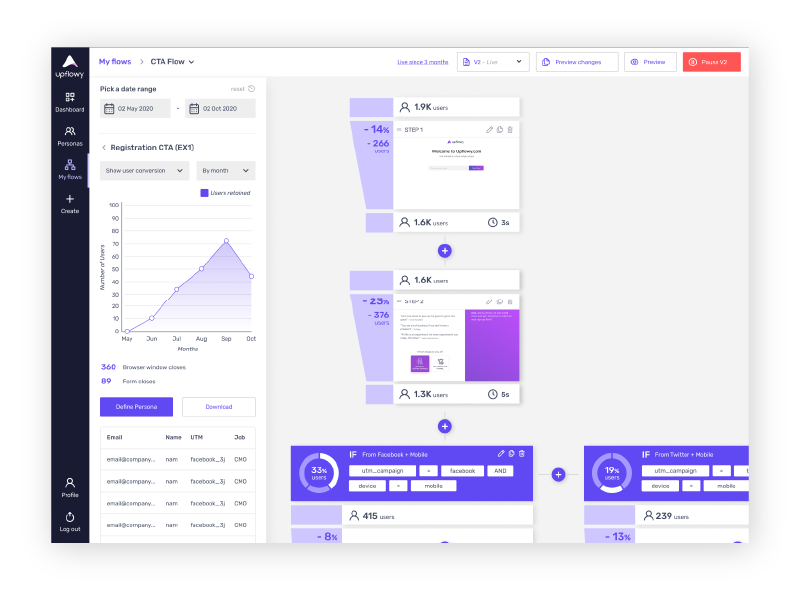 upflowy
Dashboard
Personas
My flows
Create
Profile
Log out
My flows > CTA Flow
Live since 3 months
V2 - Live
Preview changes
Preview
Pause V2
Pick a date range
reset
02 May 2020 - 02 Oct 2020
Registration CTA (EX1)
Show user conversion
By month
Users retained
Number of Users
100
90
80
70
60
50
40
30
20
10
0
May Jun Jul Aug Sep Oct
Months
360 Browser window closes
89 Form closes
Define Persona
Download
Email Name UTM Job
email@company... nam facebook_3j CMO
email@company... nam facebook_3j CMO
email@company... nam facebook_3j CMO
email@company... nam facebook_3j CMO
1.9K users
- 14%
- 266
users
STEP 1
Upflowy
Welcome to Upflowy.com
1.6K users
3s
+
1.6K users
- 23%
- 376
users
STEP 2
1.3K users
5s
+
33%
users
IF From Facebook + Mobile
utm_campaign = facebook AND
device = mobile
415 users
- 8%
+
19%
users
IF From Twitter + Mobile
utm_campaign = t
device = mobile
239 users
- 13%